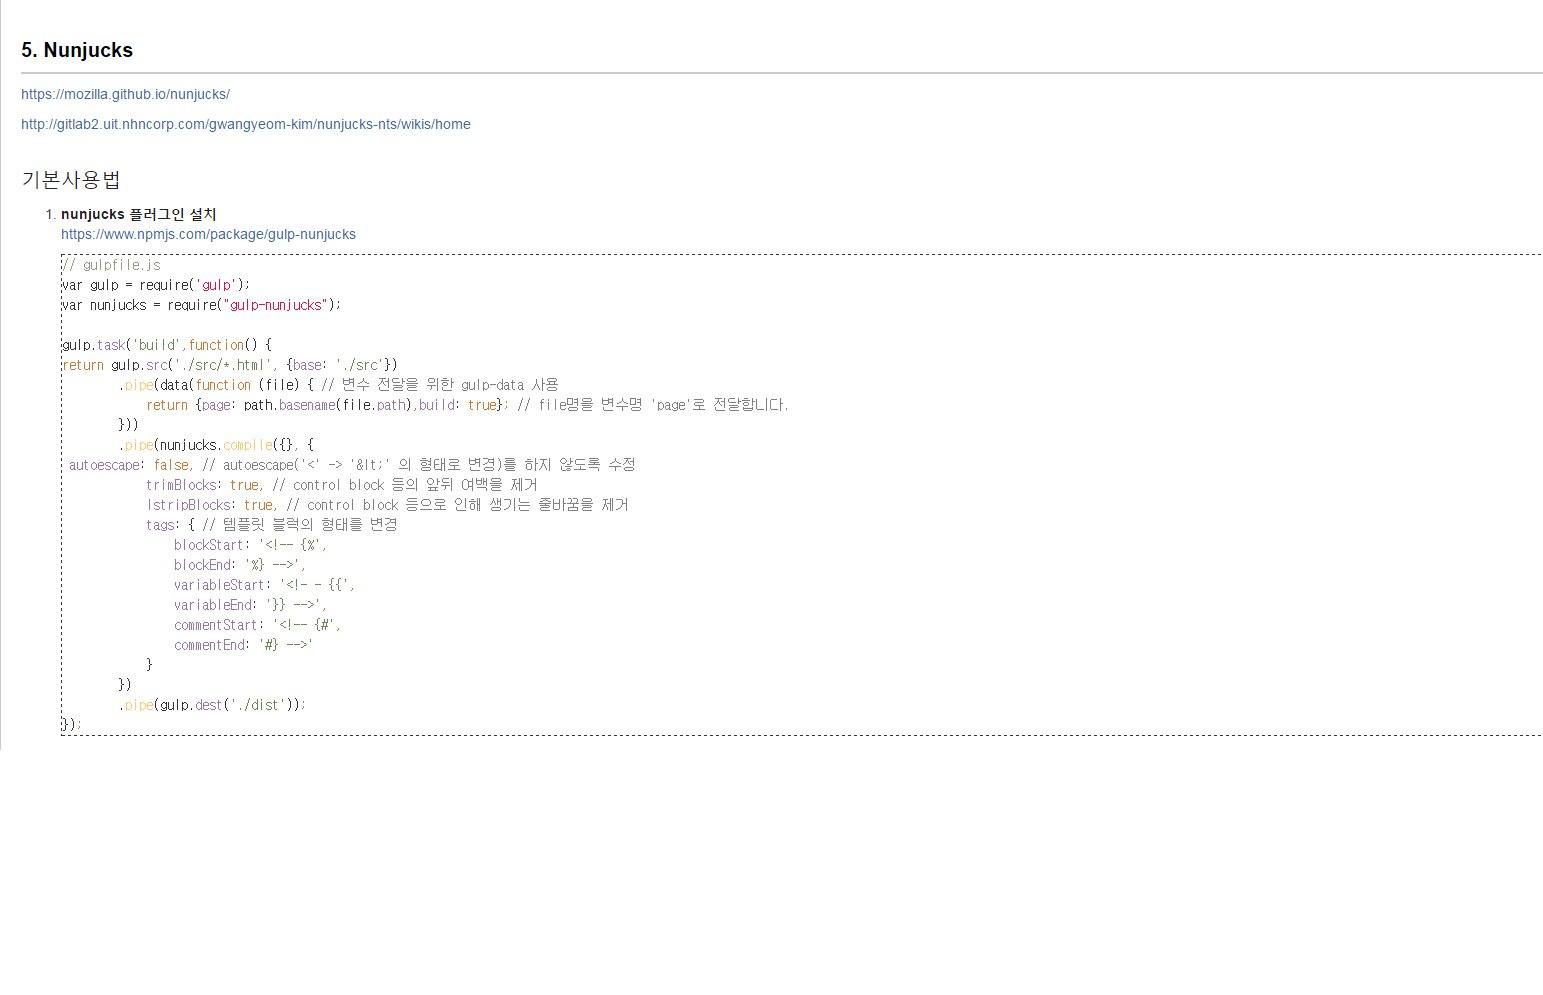 5. Nunjucks
https://mozilla.github.io/nunjucks/
http://gitlab2.uit.nhncorp.com/gwangyeom-kim/nunjucks-nts/wikis/home
기본사용법
1. nunjucks 플러그인 설치
https://www.npmjs.com/package/gulp-nunjucks
// gulpfile.js
var gulp = require('gulp');
var nunjucks = require("gulp-nunjucks");
gulp.task('build',function() {
return gulp.src('./src/*.html', {base: './src'})
.pipe(data(function (file) { // 변수 전달을 위한 gulp-data 사용
return {page: path.basename(file.path),build: true}; // file명을 변수명 'page'로 전달합니다.
}))
.pipe(nunjucks.compile({}, {
autoescape: false, // autoescape('<' -> '&lt;' 의 형태로 변경)를 하지 않도록 수정
trimBlocks: true, // control block 등의 앞뒤 여백을 제거
lstripBlocks: true, // control block 등으로 인해 생기는 줄바꿈을 제거
tags: { // 템플릿 블럭의 형태를 변경
blockStart: '<!-- {%',
blockEnd: '%} -->',
variableStart: '<!- - {{',
variableEnd: '}} -->',
commentStart: '<!-- {#',
commentEnd: '#} -->'
}
})
.pipe(gulp.dest('./dist'));
});